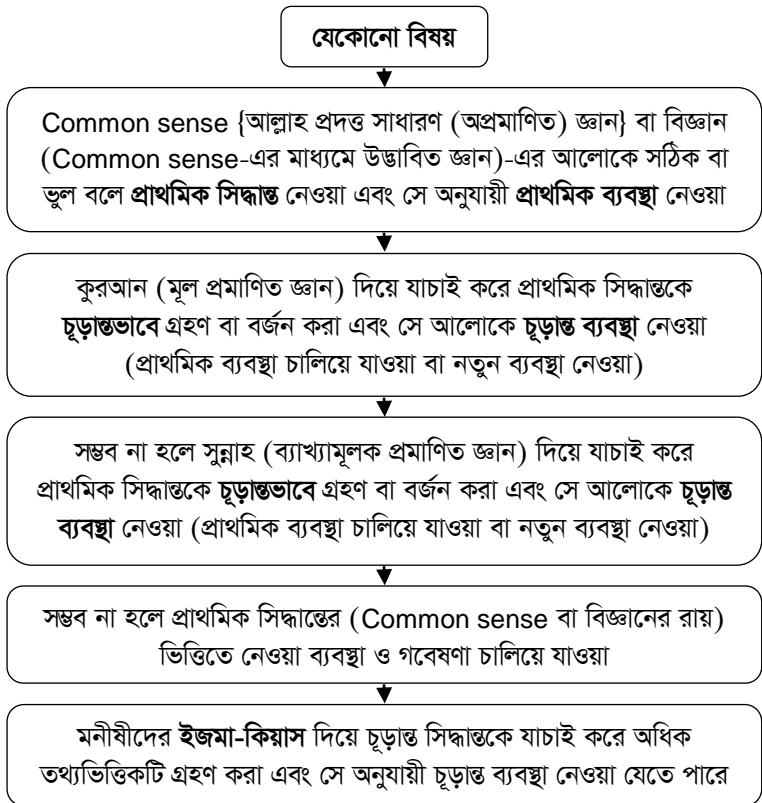 যেকোনো বিষয়
Common sense {আল্লাহ প্রদত্ত সাধারণ (অপ্রমাণিত) জ্ঞান} বা বিজ্ঞান
(Common sense-এর মাধ্যমে উদ্ভাবিত জ্ঞান)-এর আলোকে সঠিক বা
ভুল বলে প্রাথমিক সিদ্ধান্ত নেওয়া এবং সে অনুযায়ী প্রাথমিক ব্যবস্থা নেওয়া
কুরআন (মূল প্রমাণিত জ্ঞান) দিয়ে যাচাই করে প্রাথমিক সিদ্ধান্তকে
চূড়ান্তভাবে গ্রহণ বা বর্জন করা এবং সে আলোকে চূড়ান্ত ব্যবস্থা নেওয়া
(প্রাথমিক ব্যবস্থা চালিয়ে যাওয়া বা নতুন ব্যবস্থা নেওয়া)
সম্ভব না হলে সুন্নাহ (ব্যাখ্যামূলক প্রমাণিত জ্ঞান) দিয়ে যাচাই করে
প্রাথমিক সিদ্ধান্তকে চূড়ান্তভাবে গ্রহণ বা বর্জন করা এবং সে আলোকে চূড়ান্ত
ব্যবস্থা নেওয়া (প্রাথমিক ব্যবস্থা চালিয়ে যাওয়া বা নতুন ব্যবস্থা নেওয়া)
সম্ভব না হলে প্রাথমিক সিদ্ধান্তের (Common sense বা বিজ্ঞানের রায়)
ভিত্তিতে নেওয়া ব্যবস্থা ও গবেষণা চালিয়ে যাওয়া
মনীষীদের ইজমা-কিয়াস দিয়ে চূড়ান্ত সিদ্ধান্তকে যাচাই করে অধিক
তথ্যভিত্তিকটি গ্রহণ করা এবং সে অনুযায়ী চূড়ান্ত ব্যবস্থা নেওয়া যেতে পারে